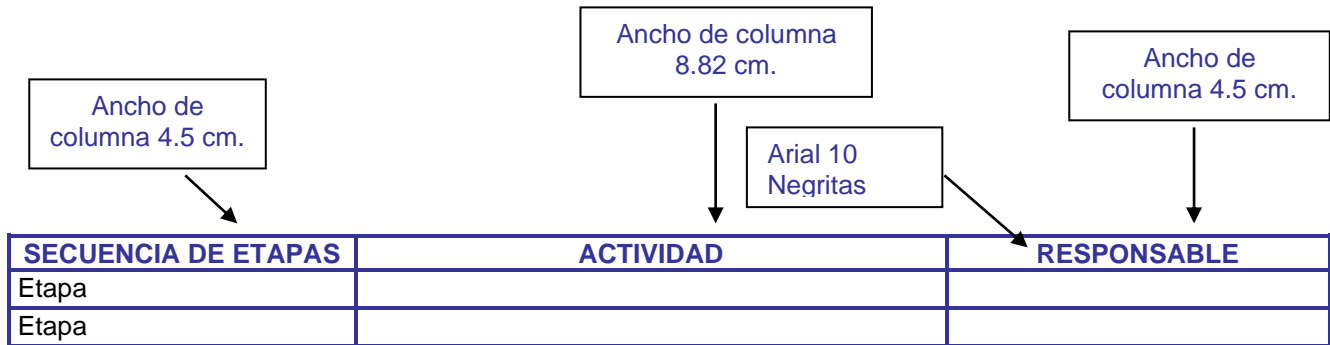 Ancho de columna
8.82 cm.
Ancho de
columna 4.5 cm.
Ancho de
columna 4.5 cm.
Arial 10
Negritas
SECUENCIA DE ETAPAS ACTIVIDAD RESPONSABLE
Etapa
Etapa